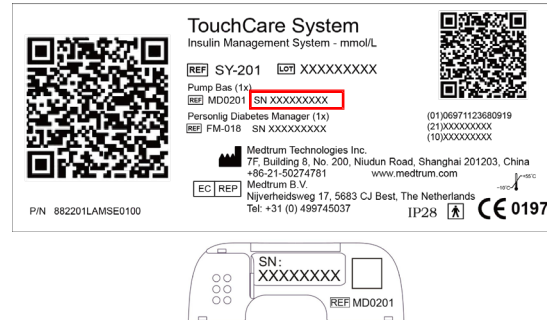 TouchCare System
Insulin Management System - mmol/L
REF SY-201 LOT XXXXXXXXX
Pump Bas (1x)
REF MD0201 SN XXXXXXXXX
Personlig Diabetes Manager (1x)
REF FM-018 SN XXXXXXXXX
(01)06971123680919
(21)XXXXXXXXX
(10)XXXXXXXXX
Medtrum Technologies Inc.
7F, Building 8, No. 200, Niudun Road, Shanghai 201203, China
+86-21-50274781 www.medtrum.com
EC REP Medtrum B.V.
Nijverheidsweg 17, 5683 CJ Best, The Netherlands
Tel: +31 (0) 499745037
-10°C +55°C
P/N 882201LAMSE0100
IP28 CE 0197
SN:
XXXXXXXX
REF MD0201